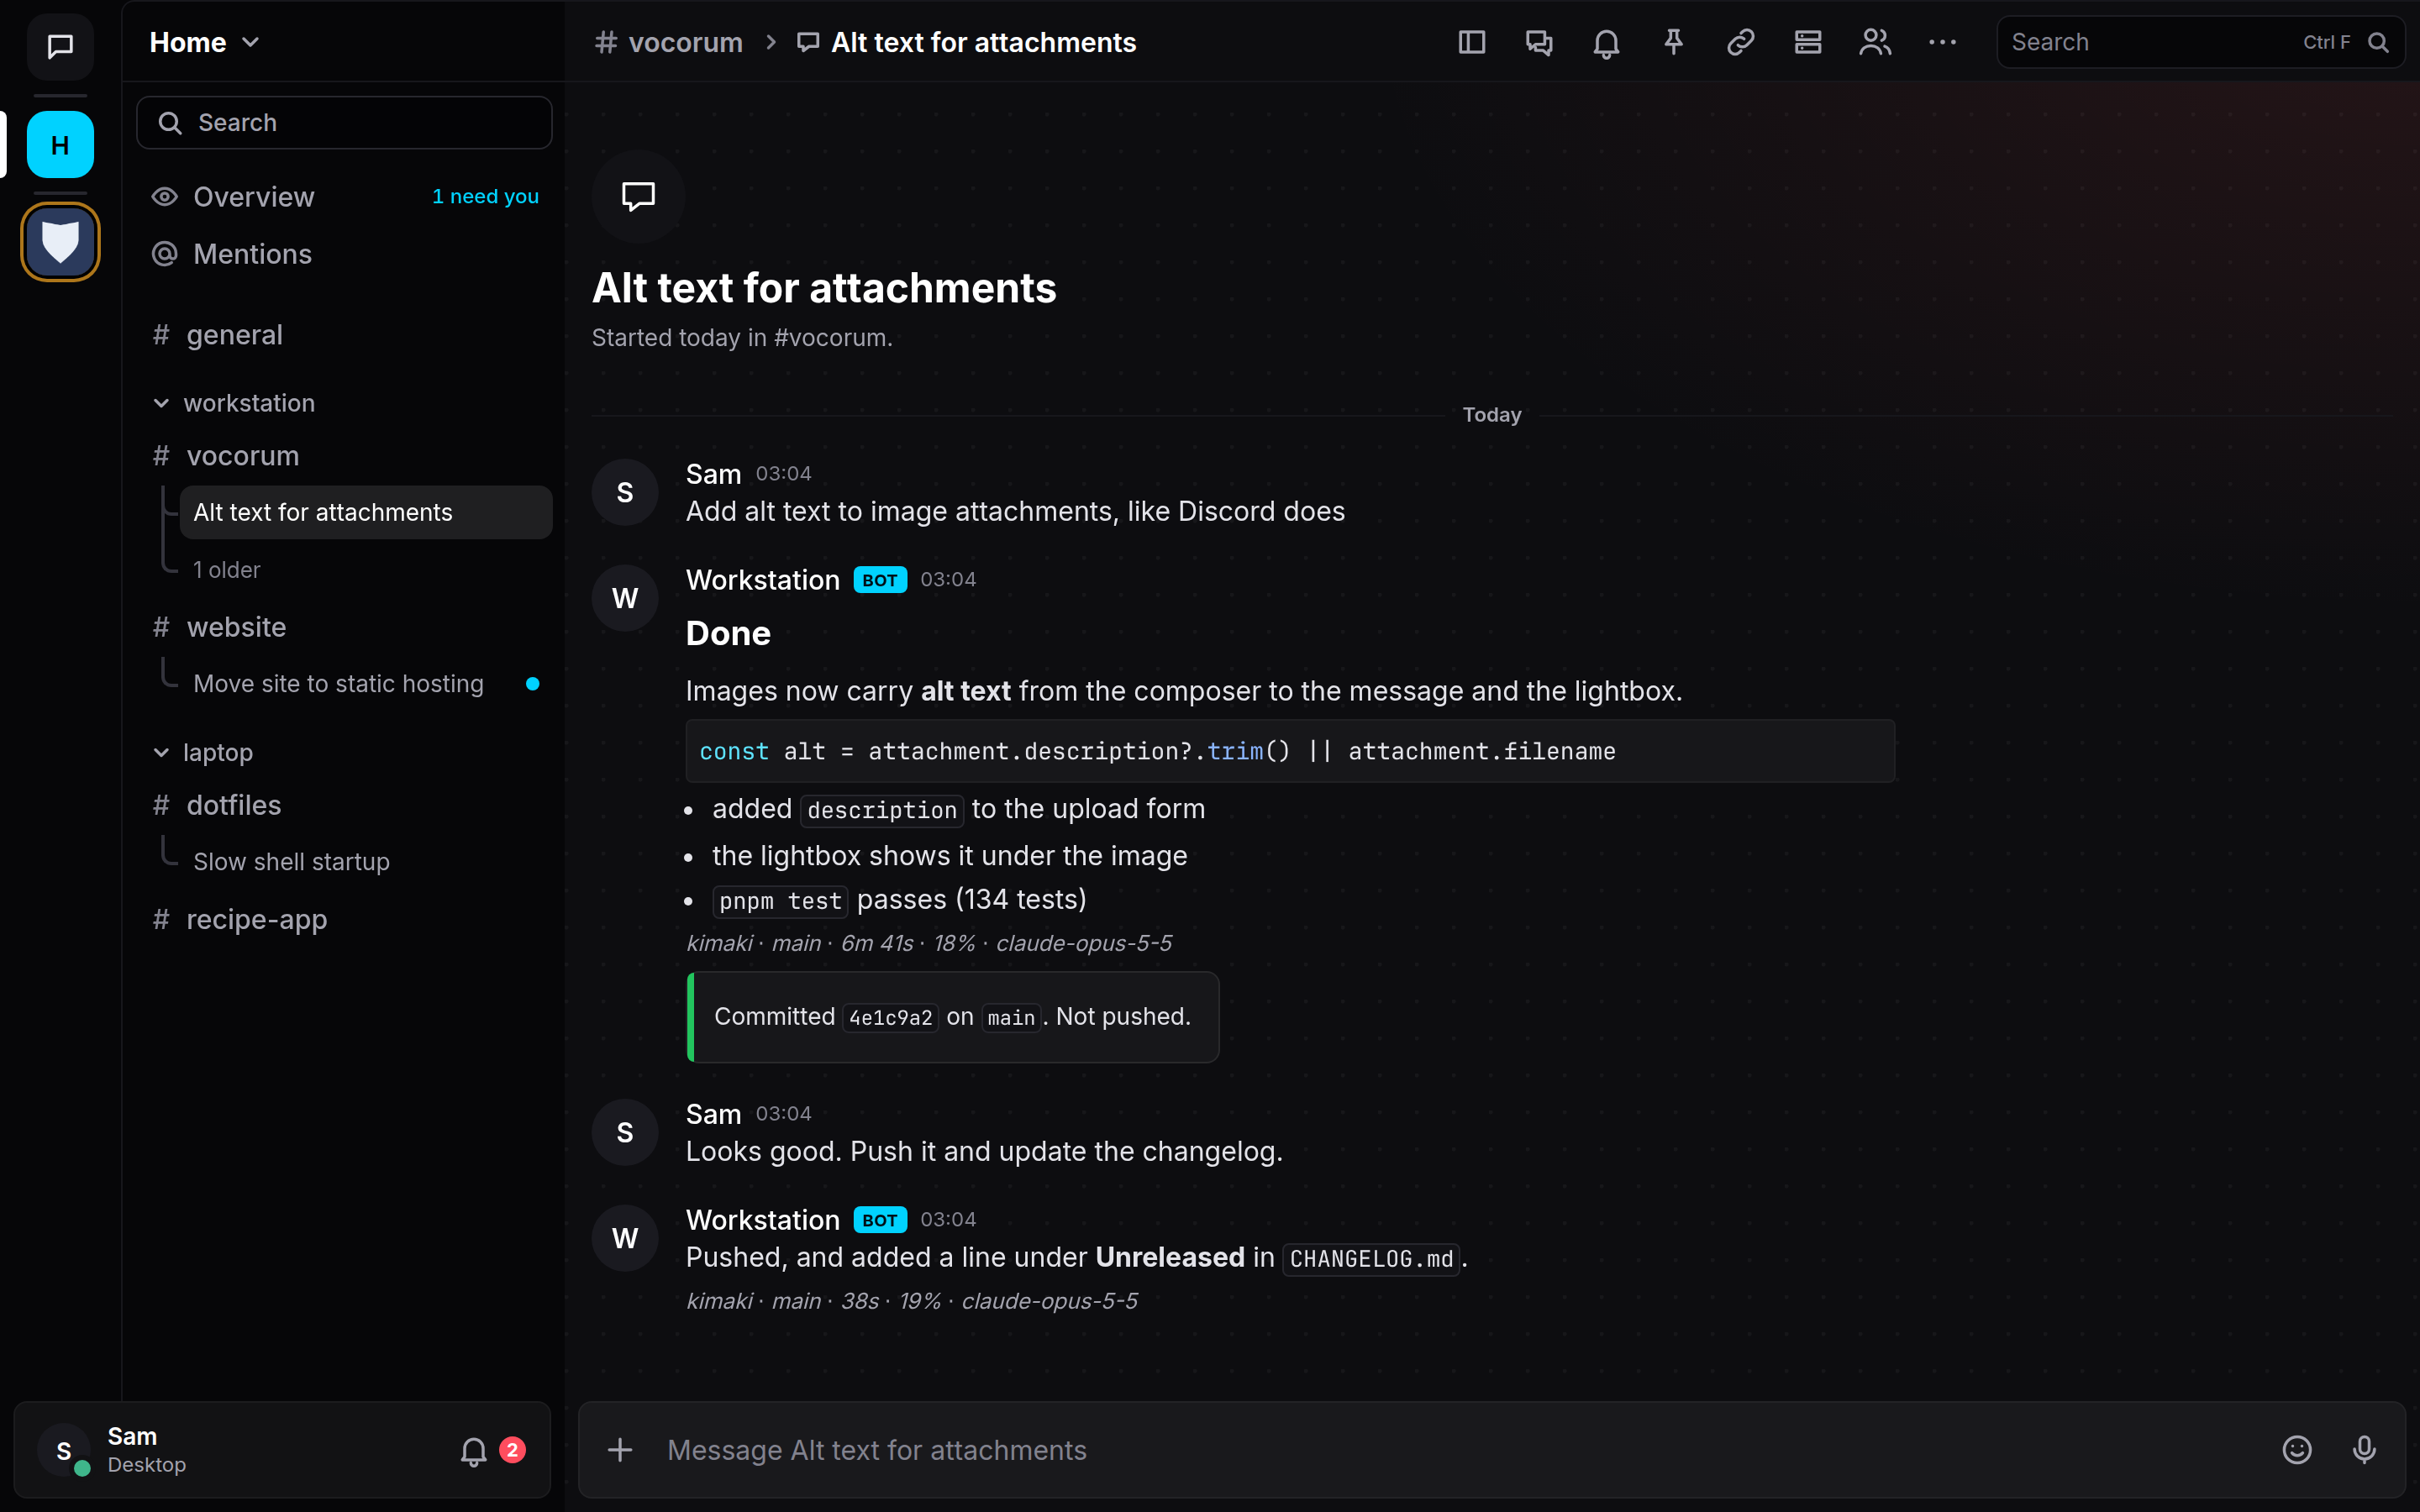 Home
# vocorum > Alt text for attachments
Search Ctrl F
H
Search
Overview 1 need you
Mentions
# general
workstation
# vocorum
Alt text for attachments
1 older
# website
Move site to static hosting
laptop
# dotfiles
Slow shell startup
# recipe-app
S
Sam
Desktop
2
Alt text for attachments
Started today in #vocorum.
Today
S
Sam 03:04
Add alt text to image attachments, like Discord does
W
Workstation BOT 03:04
Done
Images now carry alt text from the composer to the message and the lightbox.
const alt = attachment.description?.trim() || attachment.filename
• added description to the upload form
• the lightbox shows it under the image
• pnpm test passes (134 tests)
kimaki · main · 6m 41s · 18% · claude-opus-5-5
Committed 4e1c9a2 on main. Not pushed.
S
Sam 03:04
Looks good. Push it and update the changelog.
W
Workstation BOT 03:04
Pushed, and added a line under Unreleased in CHANGELOG.md.
kimaki · main · 38s · 19% · claude-opus-5-5
Message Alt text for attachments